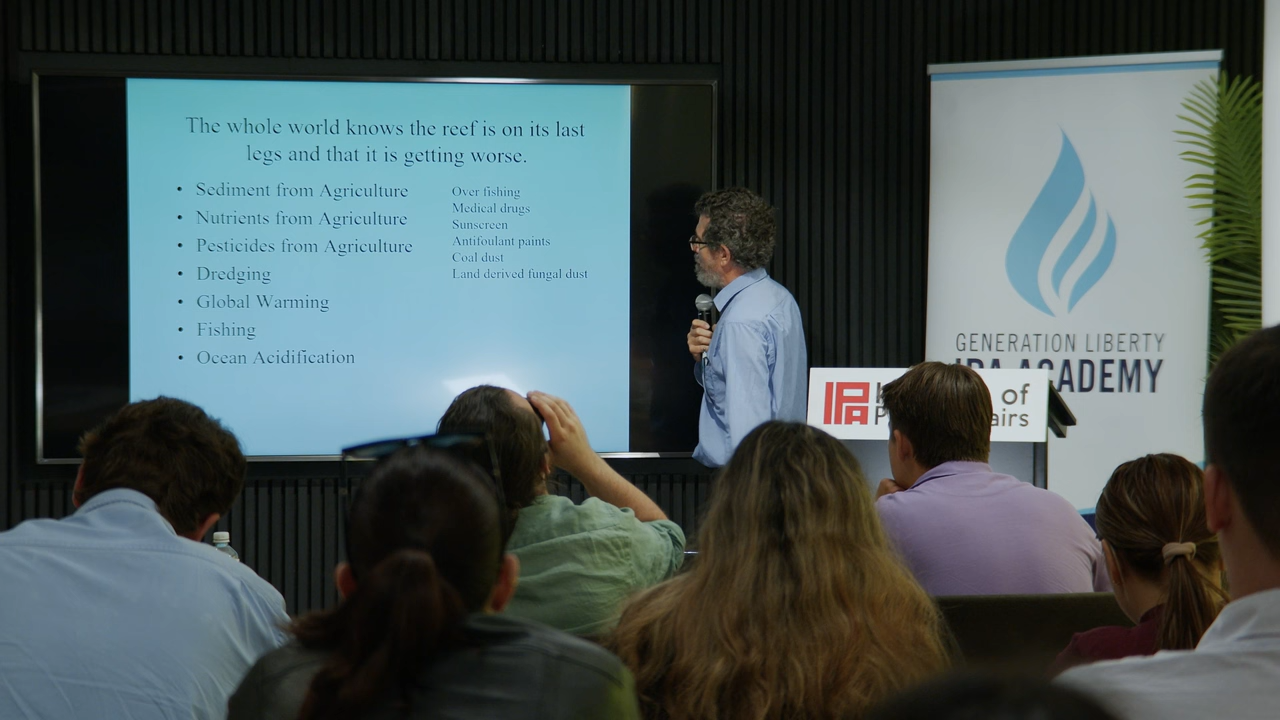 The whole world knows the reef is on its last
legs and that it is getting worse.
• Sediment from Agriculture
• Nutrients from Agriculture
• Pesticides from Agriculture
• Dredging
• Global Warming
• Fishing
• Ocean Acidification
Over fishing
Medical drugs
Sunscreen
Antifoulant paints
Coal dust
Land derived fungal dust
GENERATION LIBERTY
IPA ACADEMY
IPA
of